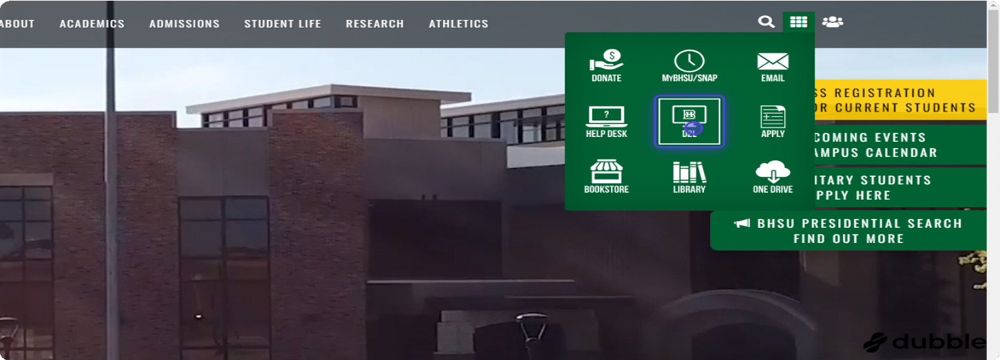 ABOUT ACADEMICS ADMISSIONS STUDENT LIFE RESEARCH ATHLETICS
DONATE MYBHSU/SNAP EMAIL
?
HELP DESK D2L APPLY
BOOKSTORE LIBRARY ONE DRIVE
SS REGISTRATION
OR CURRENT STUDENTS
COMING EVENTS
AMPUS CALENDAR
ITARY STUDENTS
PPLY HERE
BHSU PRESIDENTIAL SEARCH
FIND OUT MORE
dubble